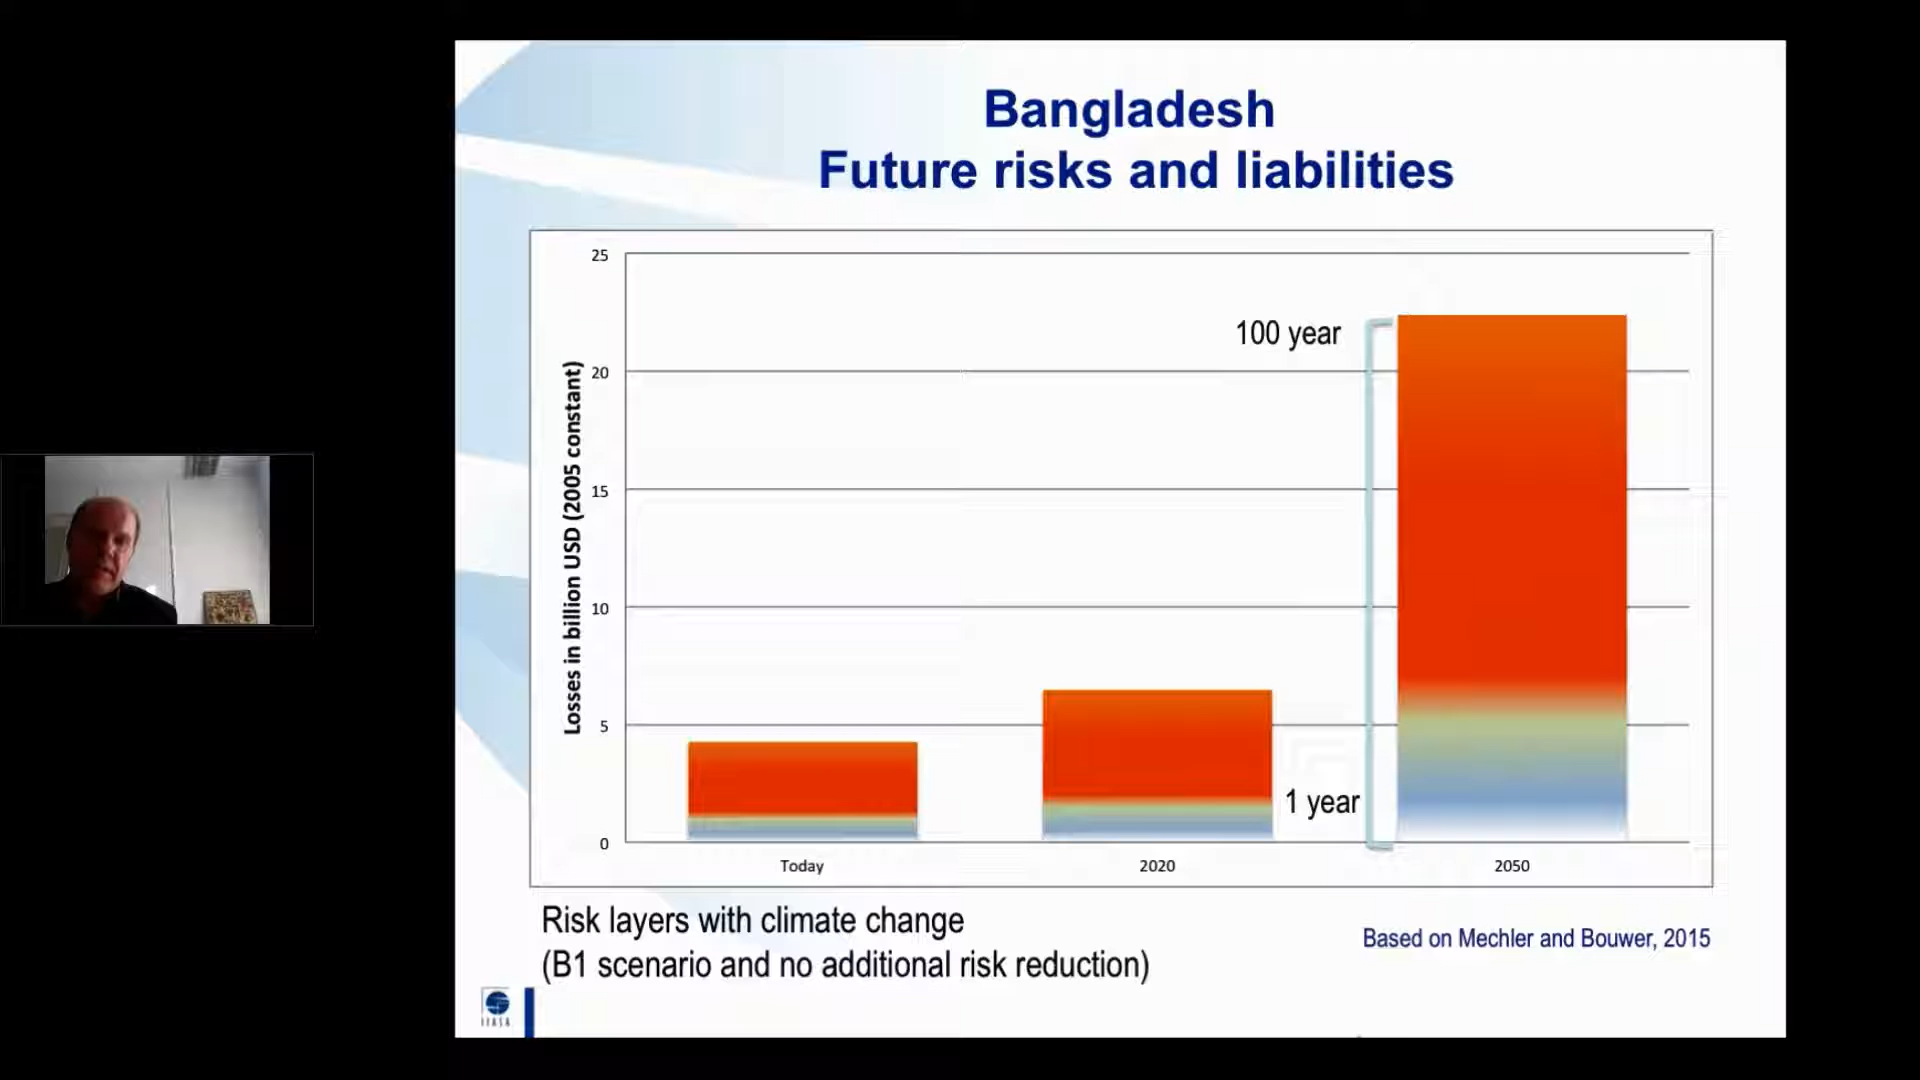 Bangladesh
Future risks and liabilities
25
20
15
10
5
0
Losses in billion USD (2005 constant)
100 year
1 year
Today
2020
2050
Risk layers with climate change
(B1 scenario and no additional risk reduction)
Based on Mechler and Bouwer, 2015
IIASA